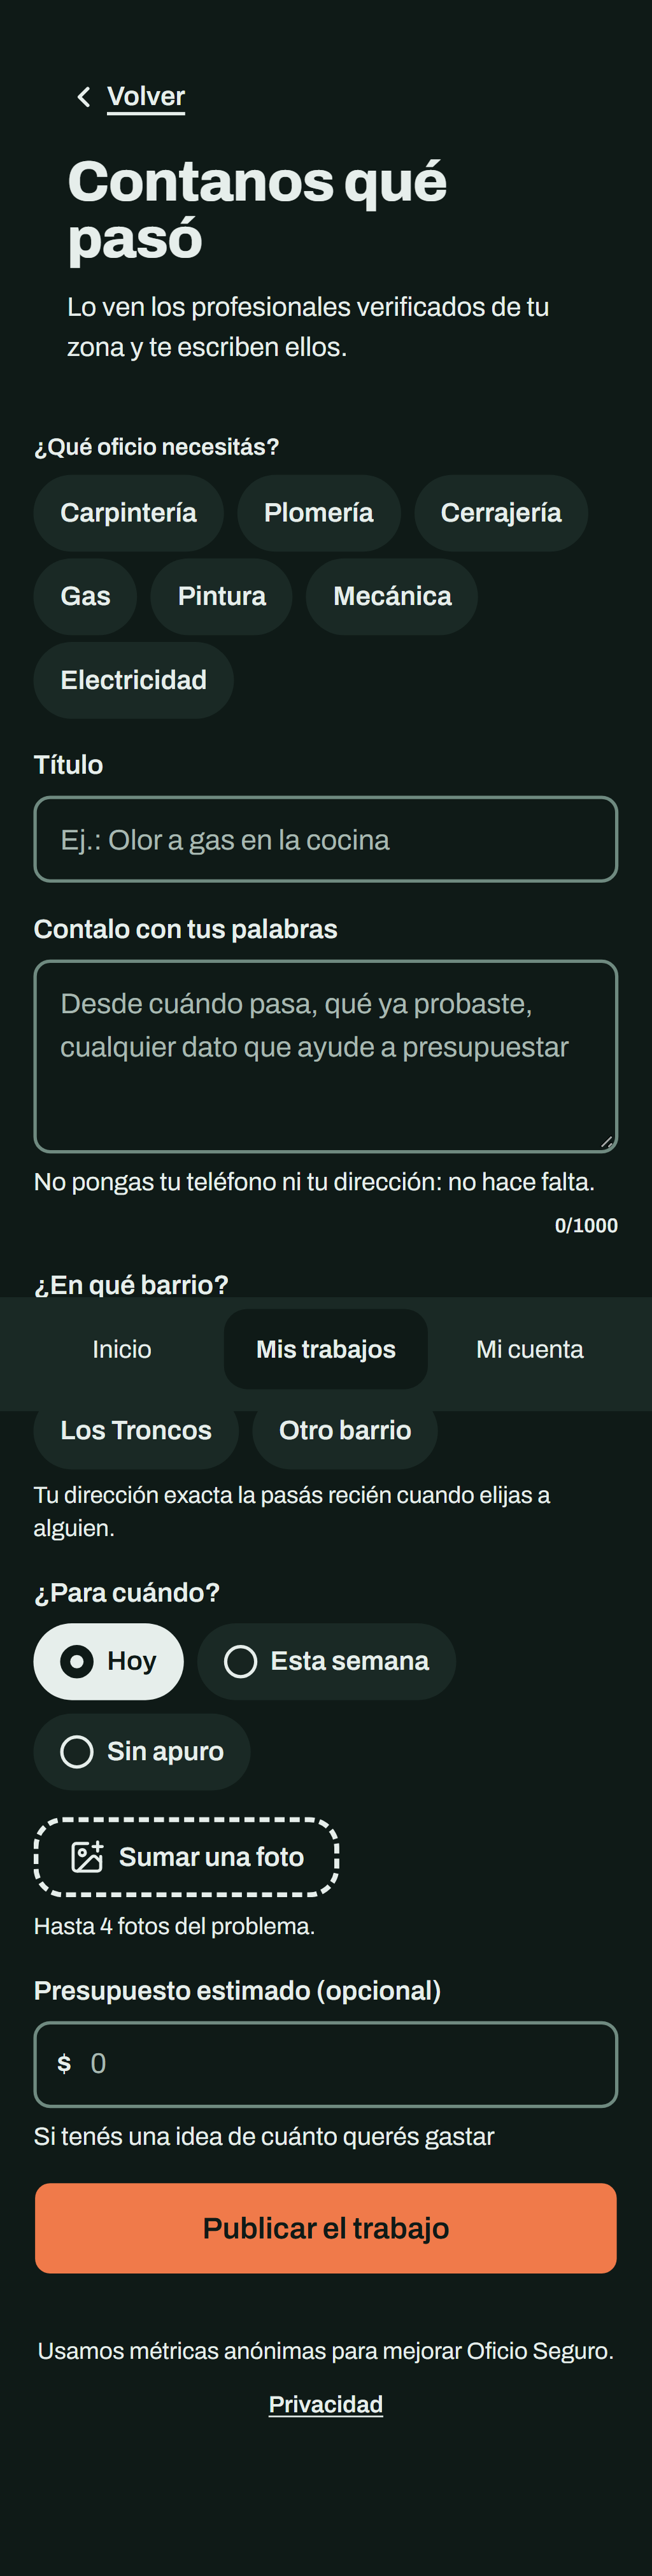 Volver
Contanos qué
pasó
Lo ven los profesionales verificados de tu
zona y te escriben ellos.
¿Qué oficio necesitás?
Carpintería
Plomería
Cerrajería
Gas
Pintura
Mecánica
Electricidad
Título
Ej.: Olor a gas en la cocina
Contalo con tus palabras
Desde cuándo pasa, qué ya probaste,
cualquier dato que ayude a presupuestar
No pongas tu teléfono ni tu dirección: no hace falta.
0/1000
¿En qué barrio?
Inicio
Mis trabajos
Mi cuenta
Los Troncos
Otro barrio
Tu dirección exacta la pasás recién cuando elijas a
alguien.
¿Para cuándo?
Hoy
Esta semana
Sin apuro
Sumar una foto
Hasta 4 fotos del problema.
Presupuesto estimado (opcional)
$ 0
Si tenés una idea de cuánto querés gastar
Publicar el trabajo
Usamos métricas anónimas para mejorar Oficio Seguro.
Privacidad